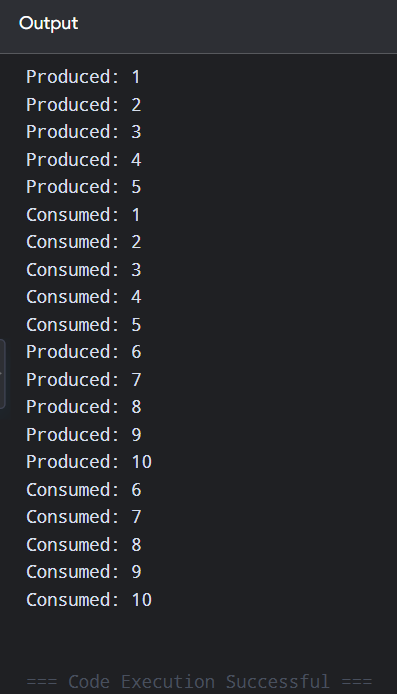 Output
Produced: 1
Produced: 2
Produced: 3
Produced: 4
Produced: 5
Consumed: 1
Consumed: 2
Consumed: 3
Consumed: 4
Consumed: 5
Produced: 6
Produced: 7
Produced: 8
Produced: 9
Produced: 10
Consumed: 6
Consumed: 7
Consumed: 8
Consumed: 9
Consumed: 10
=== Code Execution Successful ===